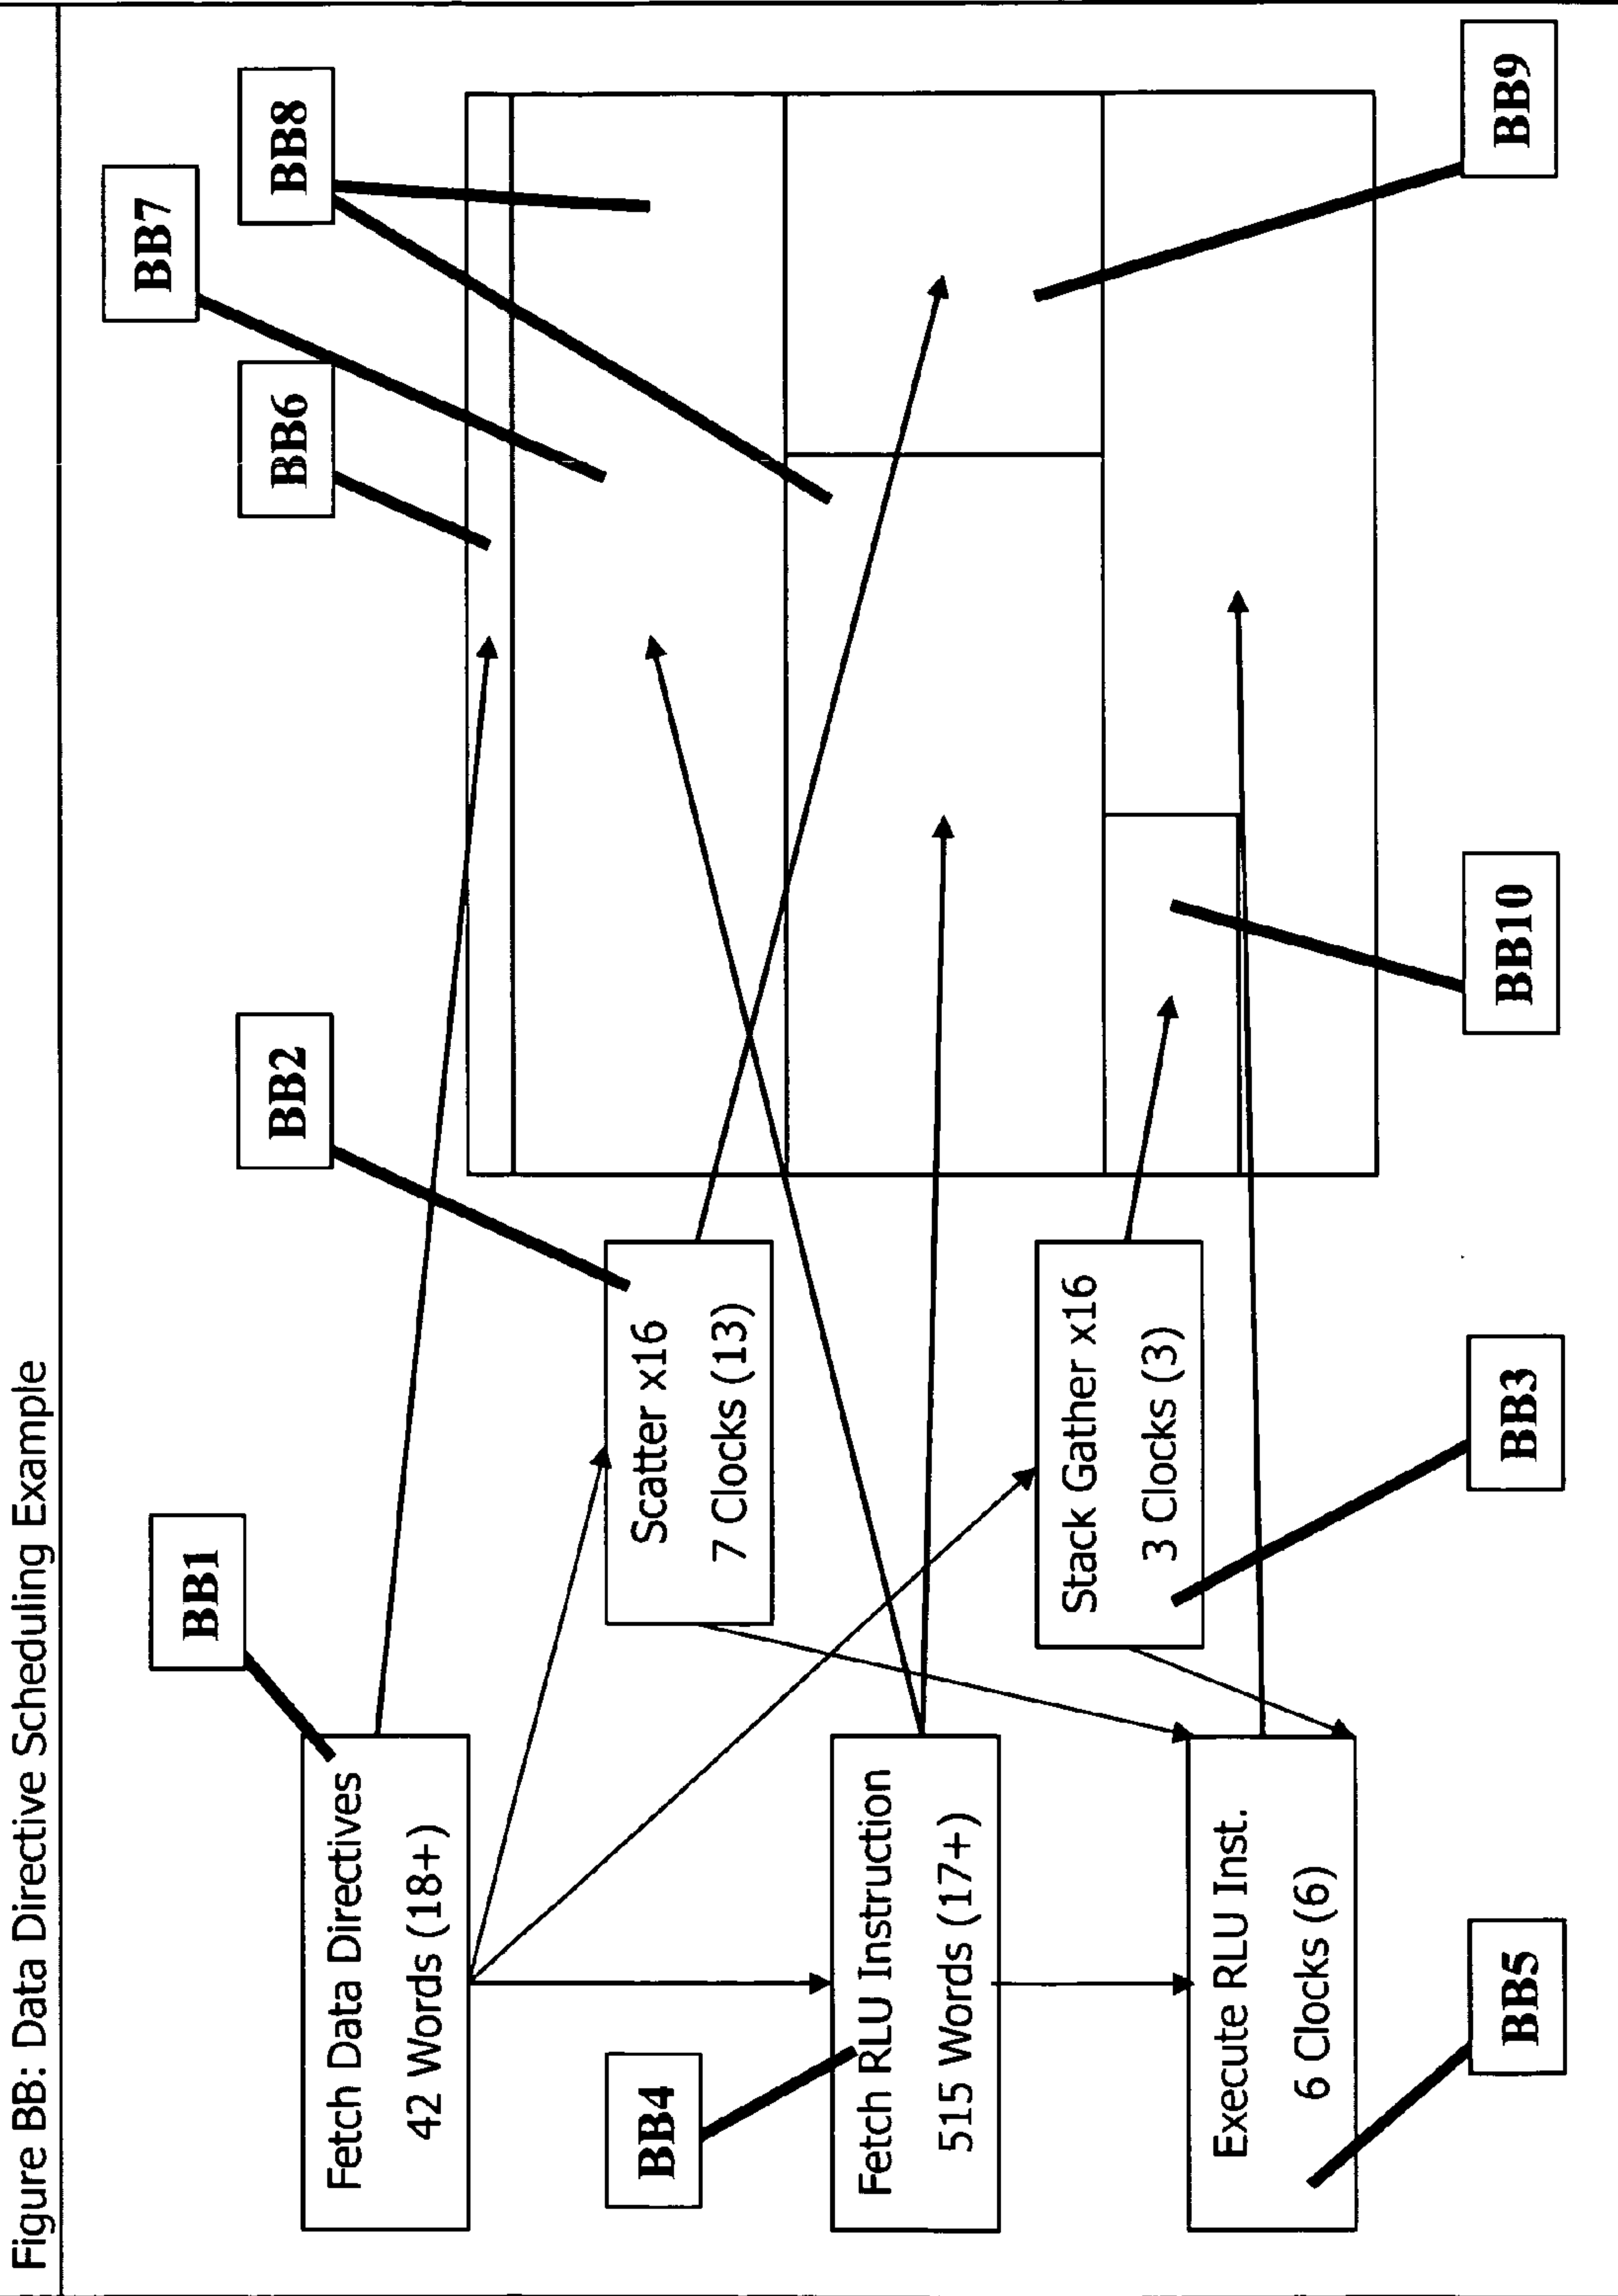 Figure BB: Data Directive Scheduling Example
BB1
BB2
BB6
BB7
BB8
Fetch Data Directives
42 Words (18+)
Scatter x16
7 Clocks (13)
BB4
Fetch RLU Instruction
515 Words (17+)
Stack Gather x16
3 Clocks (3)
Execute RLU Inst.
6 Clocks (6)
BB5
BB3
BB10
BB9